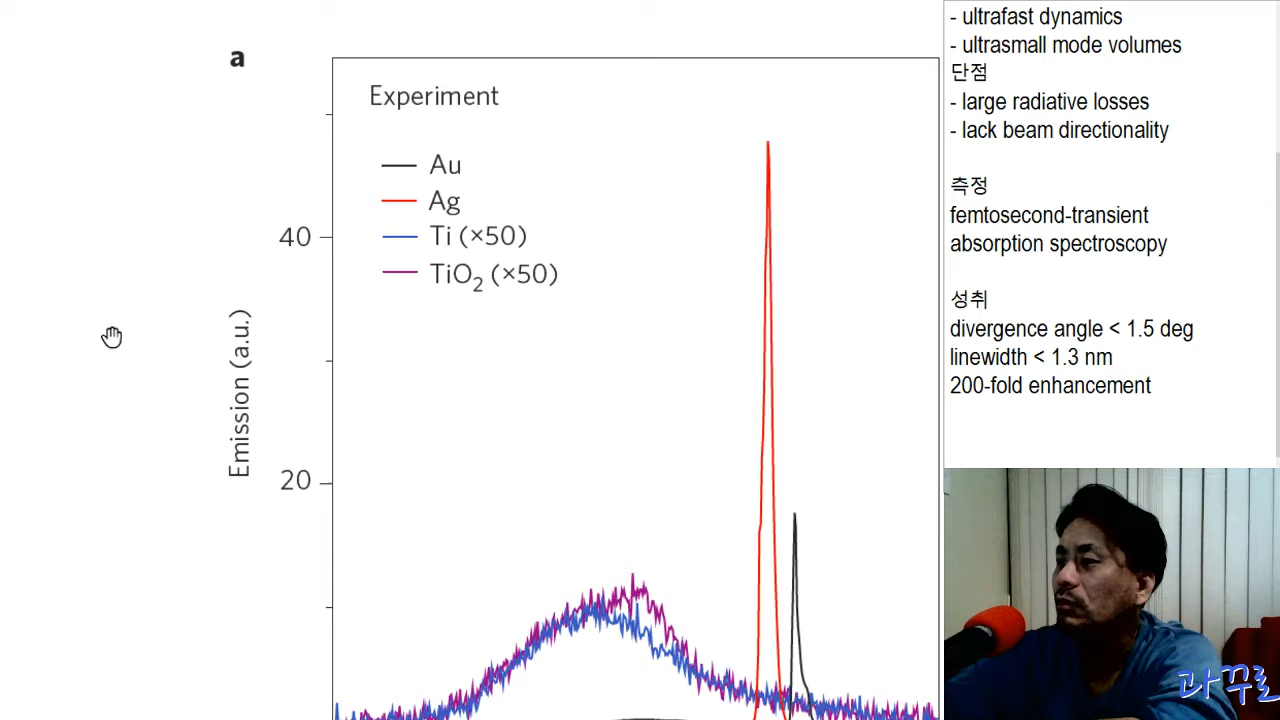 a
Experiment
Au
Ag
Ti (×50)
TiO₂ (×50)
40
20
Emission (a.u.)
- ultrafast dynamics
- ultrasmall mode volumes
단점
- large radiative losses
- lack beam directionality
측정
femtosecond-transient
absorption spectroscopy
성취
divergence angle < 1.5 deg
linewidth < 1.3 nm
200-fold enhancement
과꾸로